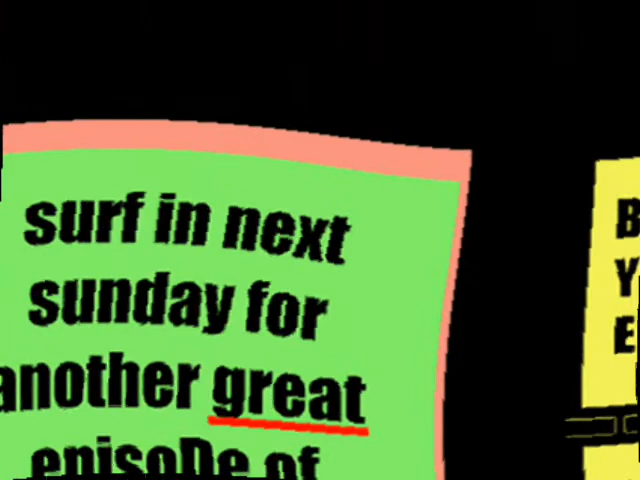 surf in next
sunday for
another great
episoDe of
B
Y
E